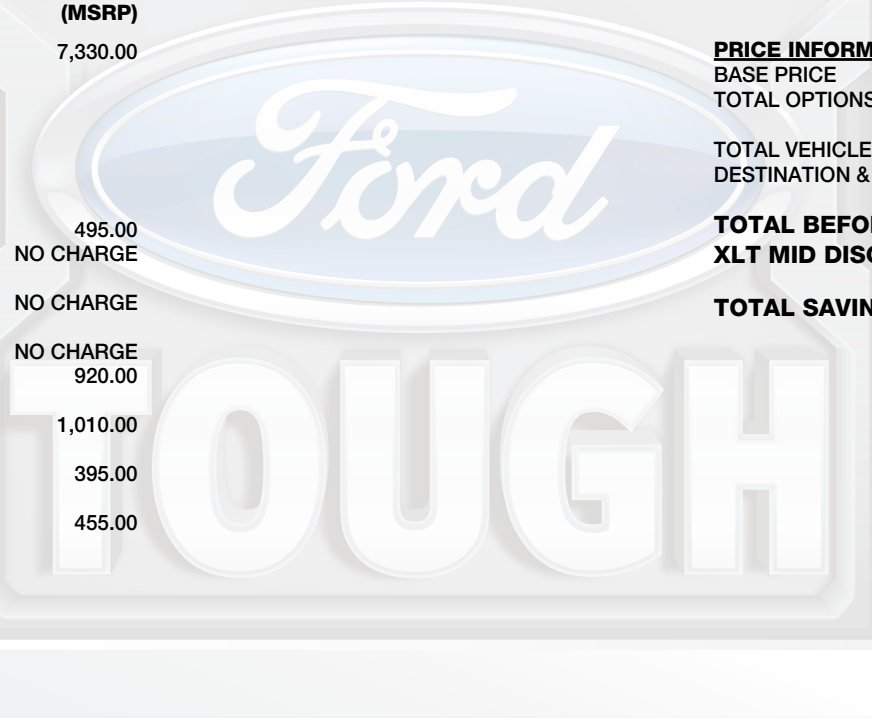 (MSRP)
7,330.00
495.00
NO CHARGE
NO CHARGE
NO CHARGE
920.00
1,010.00
395.00
455.00
PRICE INFORM
BASE PRICE
TOTAL OPTIONS
TOTAL VEHICLE
DESTINATION &
TOTAL BEFO
XLT MID DISC
TOTAL SAVIN
Ford
TOUGH